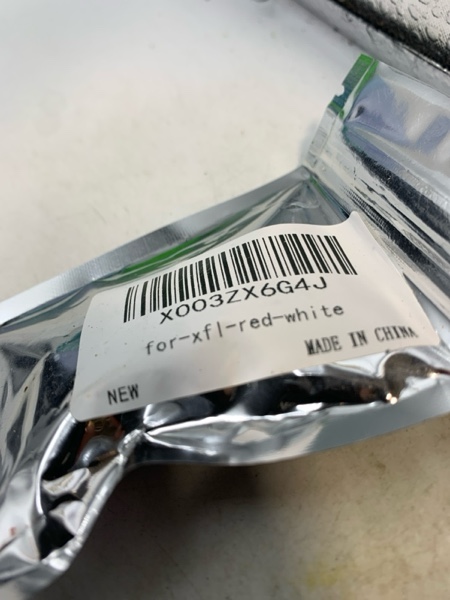 X003ZX6G4J
for-xfl-red-white
MADE IN CHINA
NEW